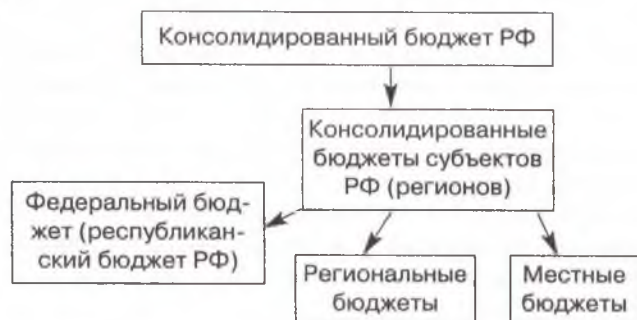 Консолидированный бюджет РФ
Консолидированные
бюджеты субъектов
РФ (регионов)
Федеральный бюд-
жет (республикан-
ский бюджет РФ)
Региональные
бюджеты
Местные
бюджеты